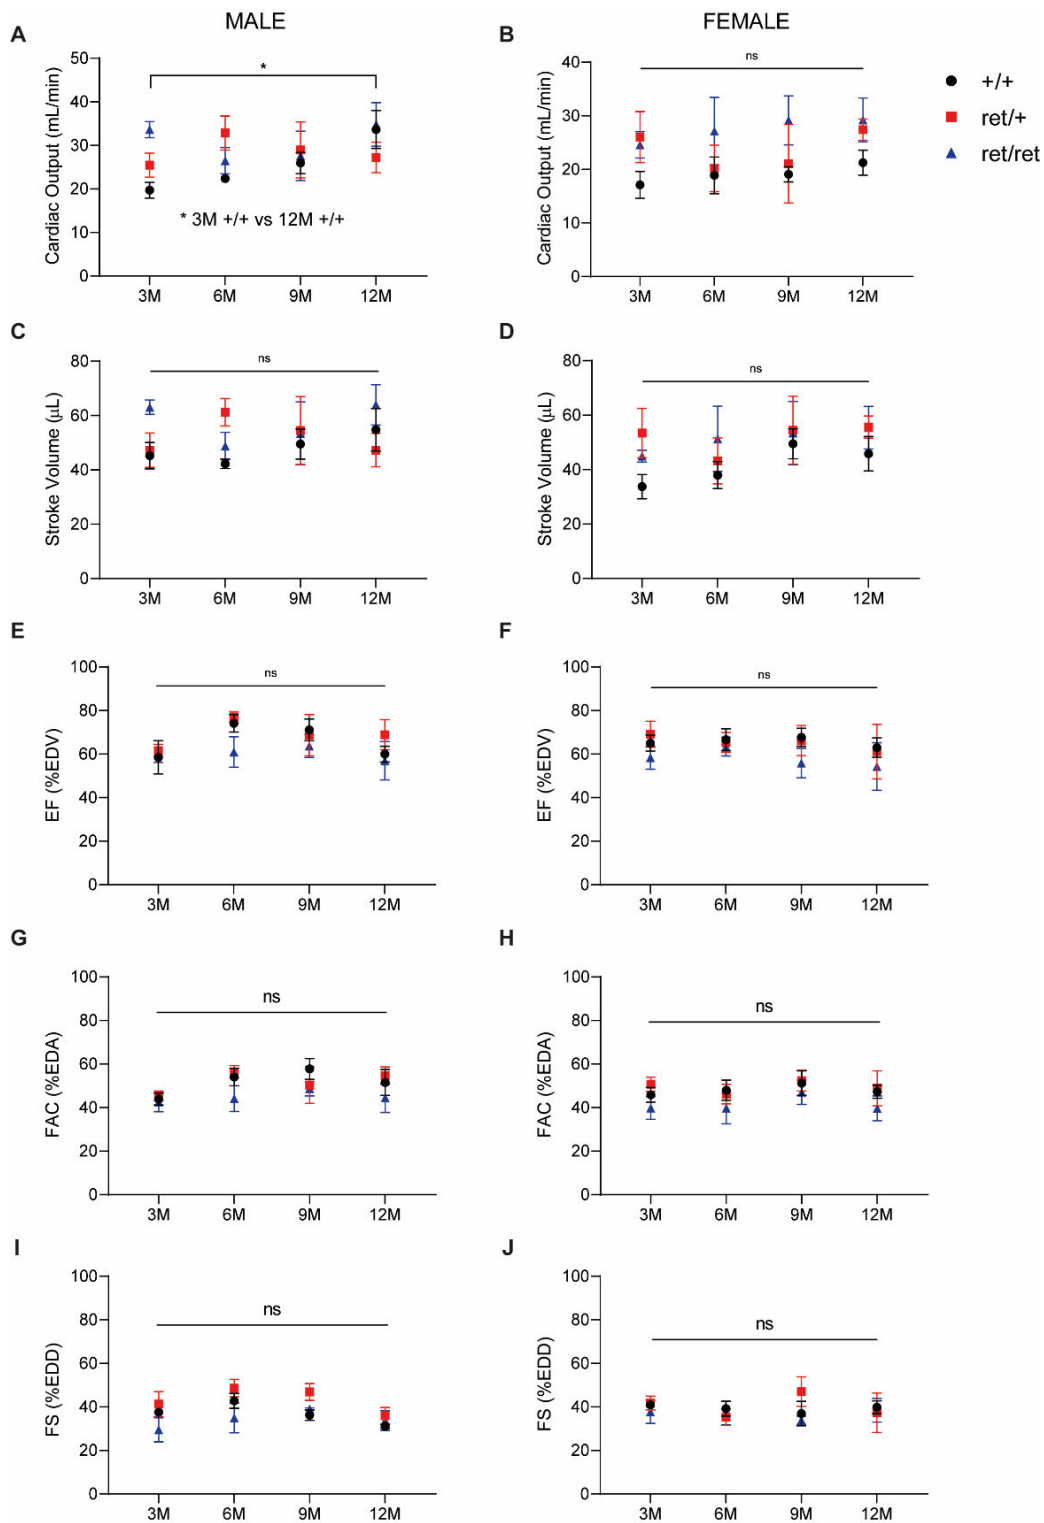 MALE
FEMALE
A
Cardiac Output (mL/min)
50
40
30
20
10
0
*
* 3M +/+ vs 12M +/+
3M 6M 9M 12M
B
Cardiac Output (mL/min)
40
30
20
10
0
ns
3M 6M 9M 12M
+/+
ret/+
ret/ret
C
Stroke Volume (µL)
80
60
40
20
0
ns
3M 6M 9M 12M
D
Stroke Volume (µL)
80
60
40
20
0
ns
3M 6M 9M 12M
E
EF (%EDV)
100
80
60
40
20
0
ns
3M 6M 9M 12M
F
EF (%EDV)
100
80
60
40
20
0
ns
3M 6M 9M 12M
G
FAC (%EDA)
100
80
60
40
20
0
ns
3M 6M 9M 12M
H
FAC (%EDA)
100
80
60
40
20
0
ns
3M 6M 9M 12M
I
FS (%EDD)
100
80
60
40
20
0
ns
3M 6M 9M 12M
J
FS (%EDD)
100
80
60
40
20
0
ns
3M 6M 9M 12M